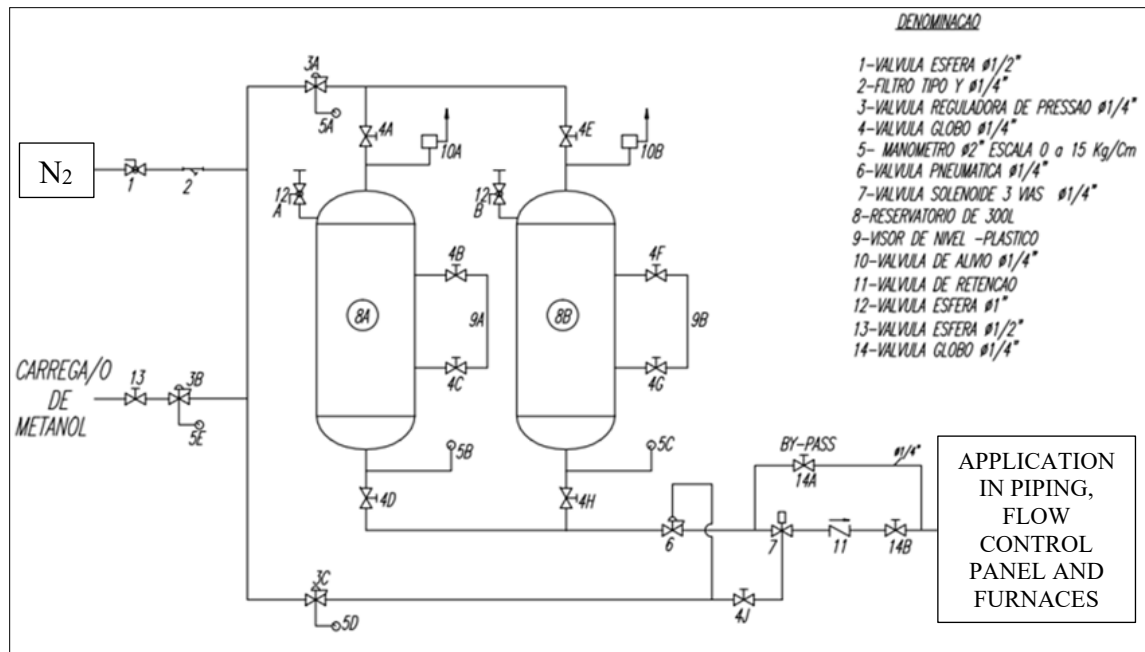 DENOMINACAO
1-VALVULA ESFERA ø1/2"
2-FILTRO TIPO Y ø1/4"
3-VALVULA REGULADORA DE PRESSAO ø1/4"
4-VALVULA GLOBO ø1/4"
5- MANOMETRO ø2" ESCALA 0 a 15 Kg/Cm
6-VALVULA PNEUMATICA ø1/4"
7-VALVULA SOLENOIDE 3 VIAS ø1/4"
8-RESERVATORIO DE 300L
9-VISOR DE NIVEL -PLASTICO
10-VALVULA DE ALIVIO ø1/4"
11-VALVULA DE RETENCAO
12-VALVULA ESFERA ø1"
13-VALVULA ESFERA ø1/2"
14-VALVULA GLOBO ø1/4"
3A
5A
4A
4E
10A
10B
N2
1
2
12
A
12
B
4B
4F
8A
9A
8B
9B
4C
4G
CARREGA/O
DE
METANOL
13
3B
5E
5B
5C
4D
4H
BY-PASS
ø1/4"
14A
6
7
11
14B
3C
5D
4J
APPLICATION
IN PIPING,
FLOW
CONTROL
PANEL AND
FURNACES